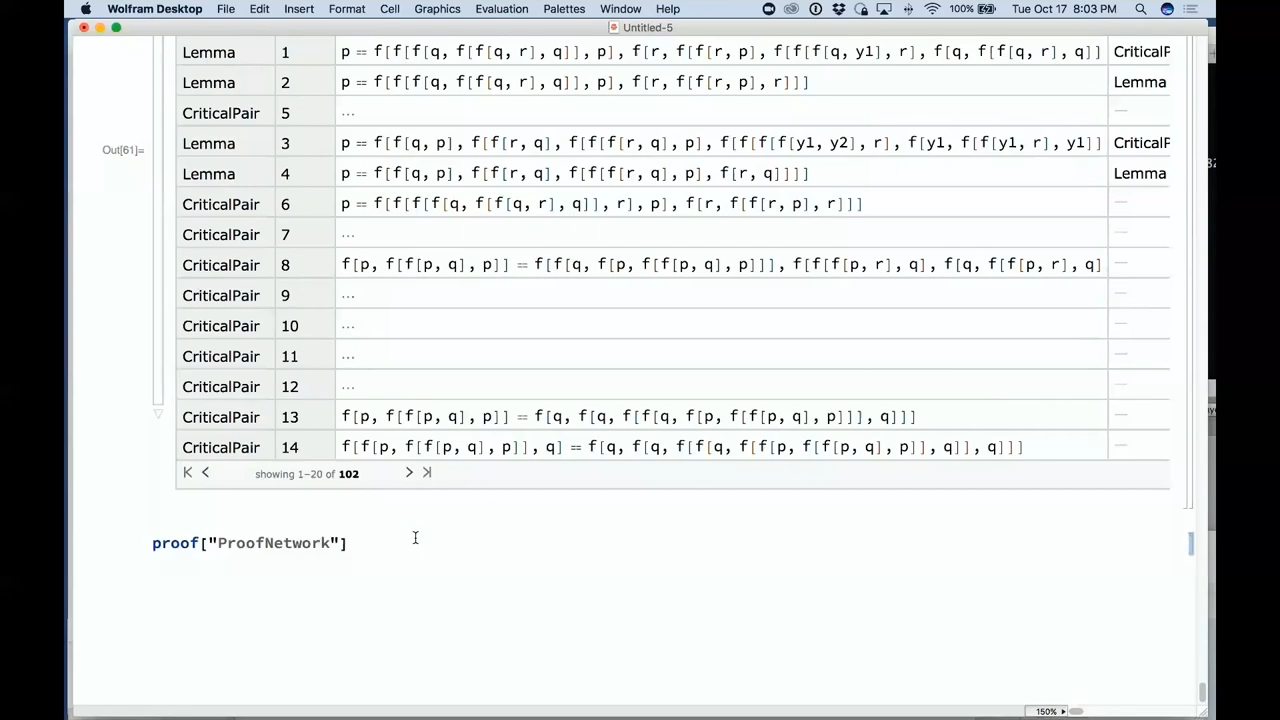 Wolfram Desktop File Edit Insert Format Cell Graphics Evaluation Palettes Window Help 100% Tue Oct 17 8:03 PM
Untitled-5
Lemma 1 p == f[f[f[q, f[f[q, r], q]], p], f[r, f[f[r, p], f[f[f[q, y1], r], f[q, f[f[q, r], q]] CriticalP
Lemma 2 p == f[f[f[q, f[f[q, r], q]], p], f[r, f[f[r, p], r]]] Lemma
CriticalPair 5 ... —
Out[61]=
Lemma 3 p == f[f[q, p], f[f[r, q], f[f[f[r, q], p], f[f[f[f[y1, y2], r], f[y1, f[f[y1, r], y1]] CriticalP
Lemma 4 p == f[f[q, p], f[f[r, q], f[f[f[r, q], p], f[r, q]]]] Lemma
CriticalPair 6 p == f[f[f[f[q, f[f[q, r], q]], r], p], f[r, f[f[r, p], r]]] —
CriticalPair 7 ... —
CriticalPair 8 f[p, f[f[p, q], p]] == f[f[q, f[p, f[f[p, q], p]]], f[f[f[p, r], q], f[q, f[f[p, r], q] —
CriticalPair 9 ... —
CriticalPair 10 ... —
CriticalPair 11 ... —
CriticalPair 12 ... —
CriticalPair 13 f[p, f[f[p, q], p]] == f[q, f[q, f[f[q, f[p, f[f[p, q], p]]], q]]] —
CriticalPair 14 f[f[p, f[f[p, q], p]], q] == f[q, f[q, f[f[q, f[f[p, f[f[p, q], p]], q]], q]]] —
showing 1–20 of 102
proof["ProofNetwork"]
150%